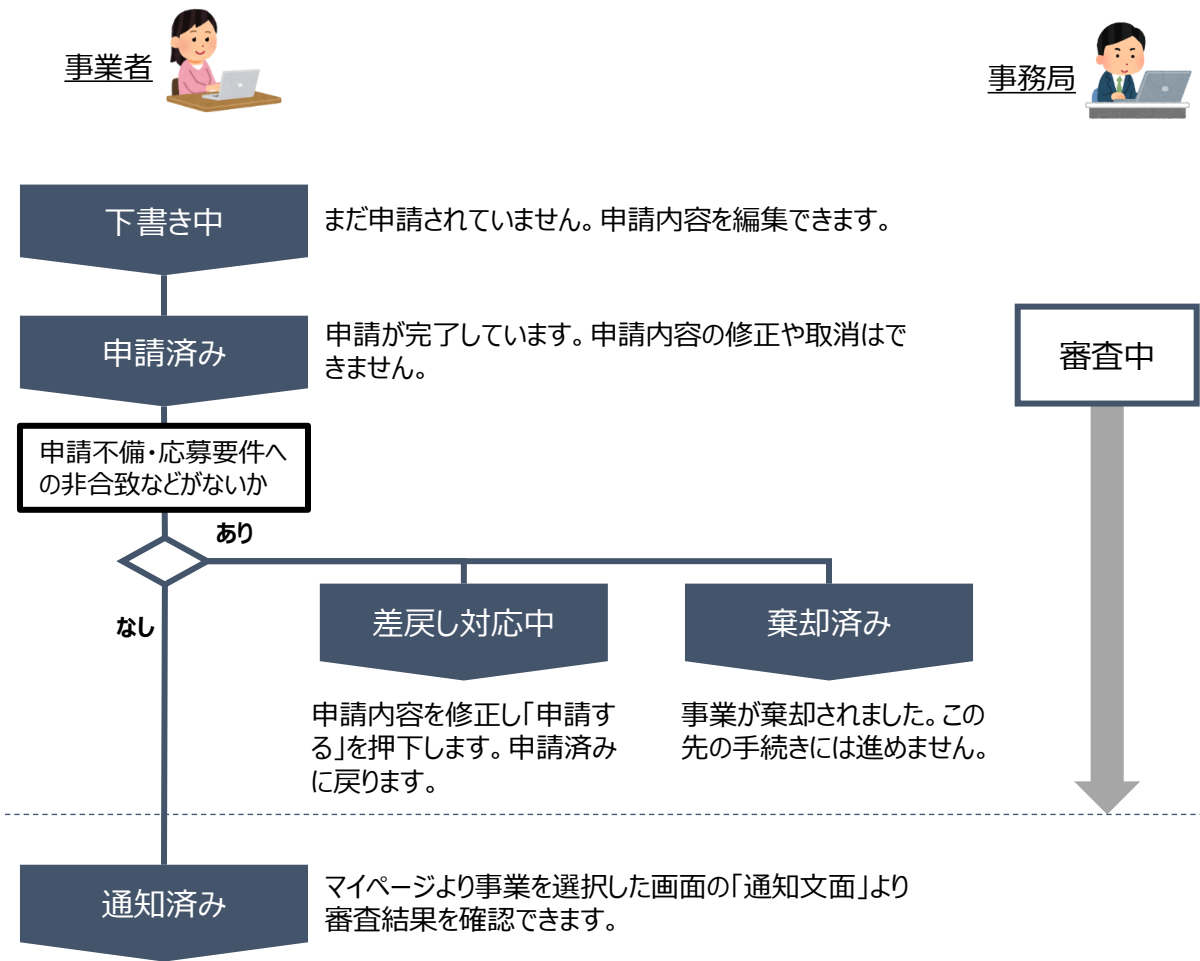 事業者
事務局
下書き中
まだ申請されていません。申請内容を編集できます。
申請済み
申請が完了しています。申請内容の修正や取消はで
きません。
審査中
申請不備・応募要件へ
の非合致などがないか
あり
なし
差戻し対応中
棄却済み
申請内容を修正し「申請す
る」を押下します。申請済み
に戻ります。
事業が棄却されました。この
先の手続きには進めません。
通知済み
マイページより事業を選択した画面の「通知文面」より
審査結果を確認できます。